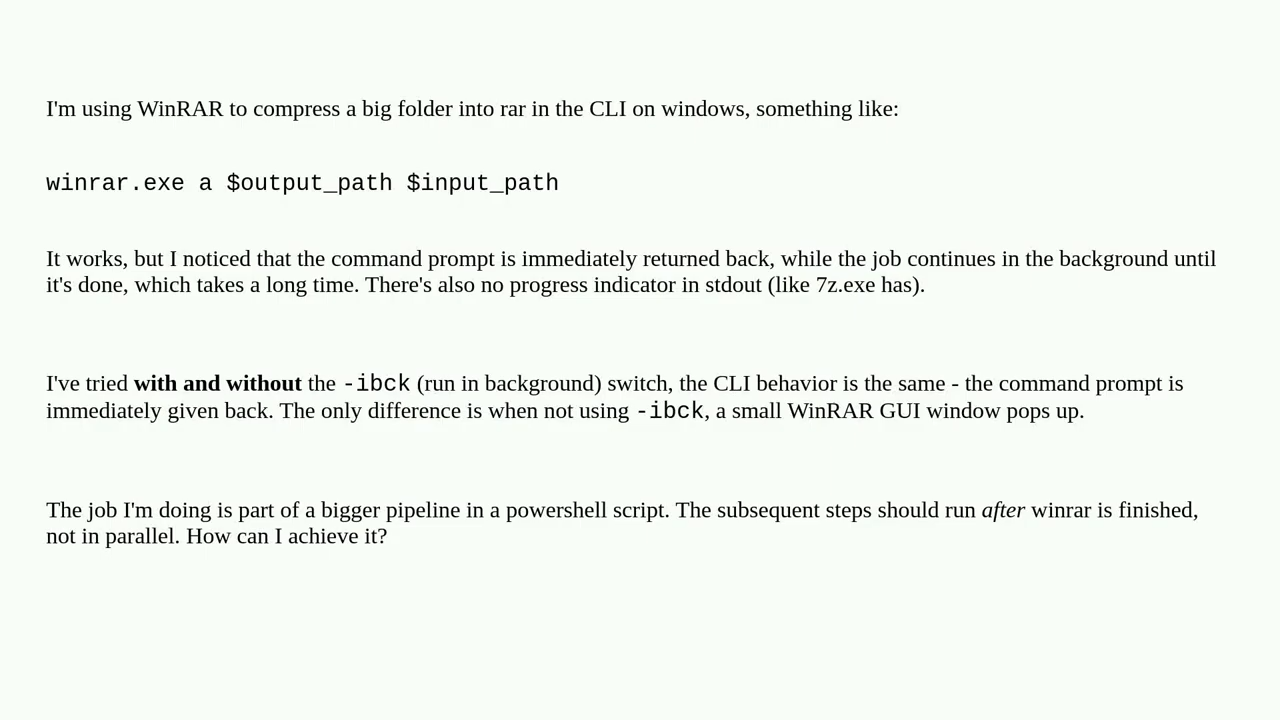 I'm using WinRAR to compress a big folder into rar in the CLI on windows, something like:
winrar.exe a $output_path $input_path
It works, but I noticed that the command prompt is immediately returned back, while the job continues in the background until
it's done, which takes a long time. There's also no progress indicator in stdout (like 7z.exe has).
I've tried with and without the -ibck (run in background) switch, the CLI behavior is the same - the command prompt is
immediately given back. The only difference is when not using -ibck, a small WinRAR GUI window pops up.
The job I'm doing is part of a bigger pipeline in a powershell script. The subsequent steps should run after winrar is finished,
not in parallel. How can I achieve it?